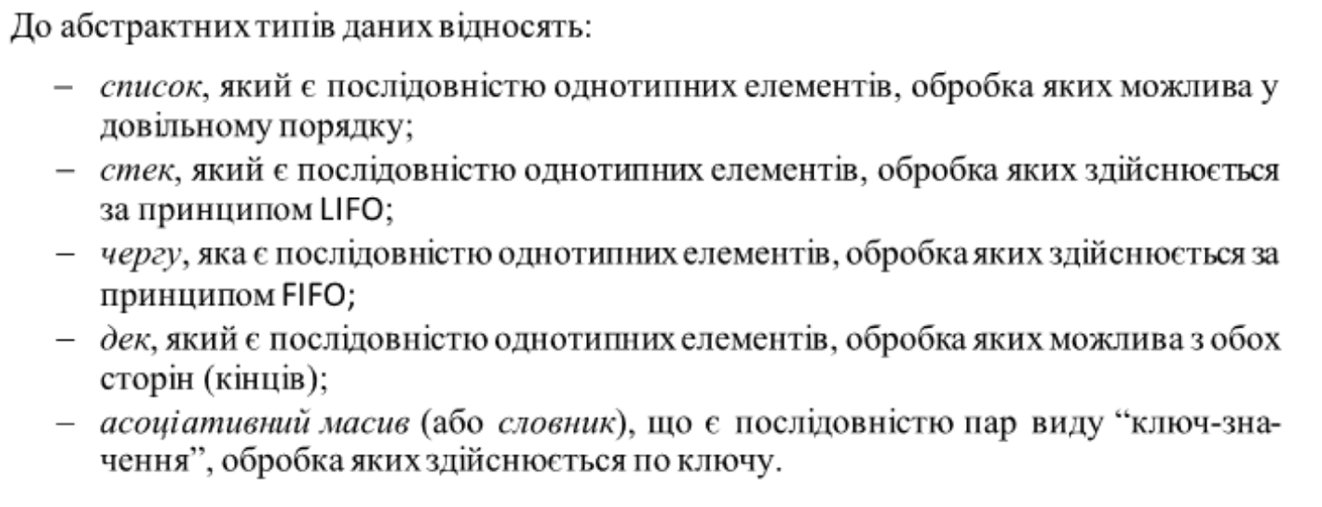 До абстрактних типів даних відносять:
– список, який є послідовністю однотипних елементів, обробка яких можлива у
довільному порядку;
– стек, який є послідовністю однотипних елементів, обробка яких здійснюється
за принципом LIFO;
– чергу, яка є послідовністю однотипних елементів, обробка яких здійснюється за
принципом FIFO;
– дек, який є послідовністю однотипних елементів, обробка яких можлива з обох
сторін (кінців);
– асоціативний масив (або словник), що є послідовністю пар виду “ключ-зна-
чення”, обробка яких здійснюється по ключу.